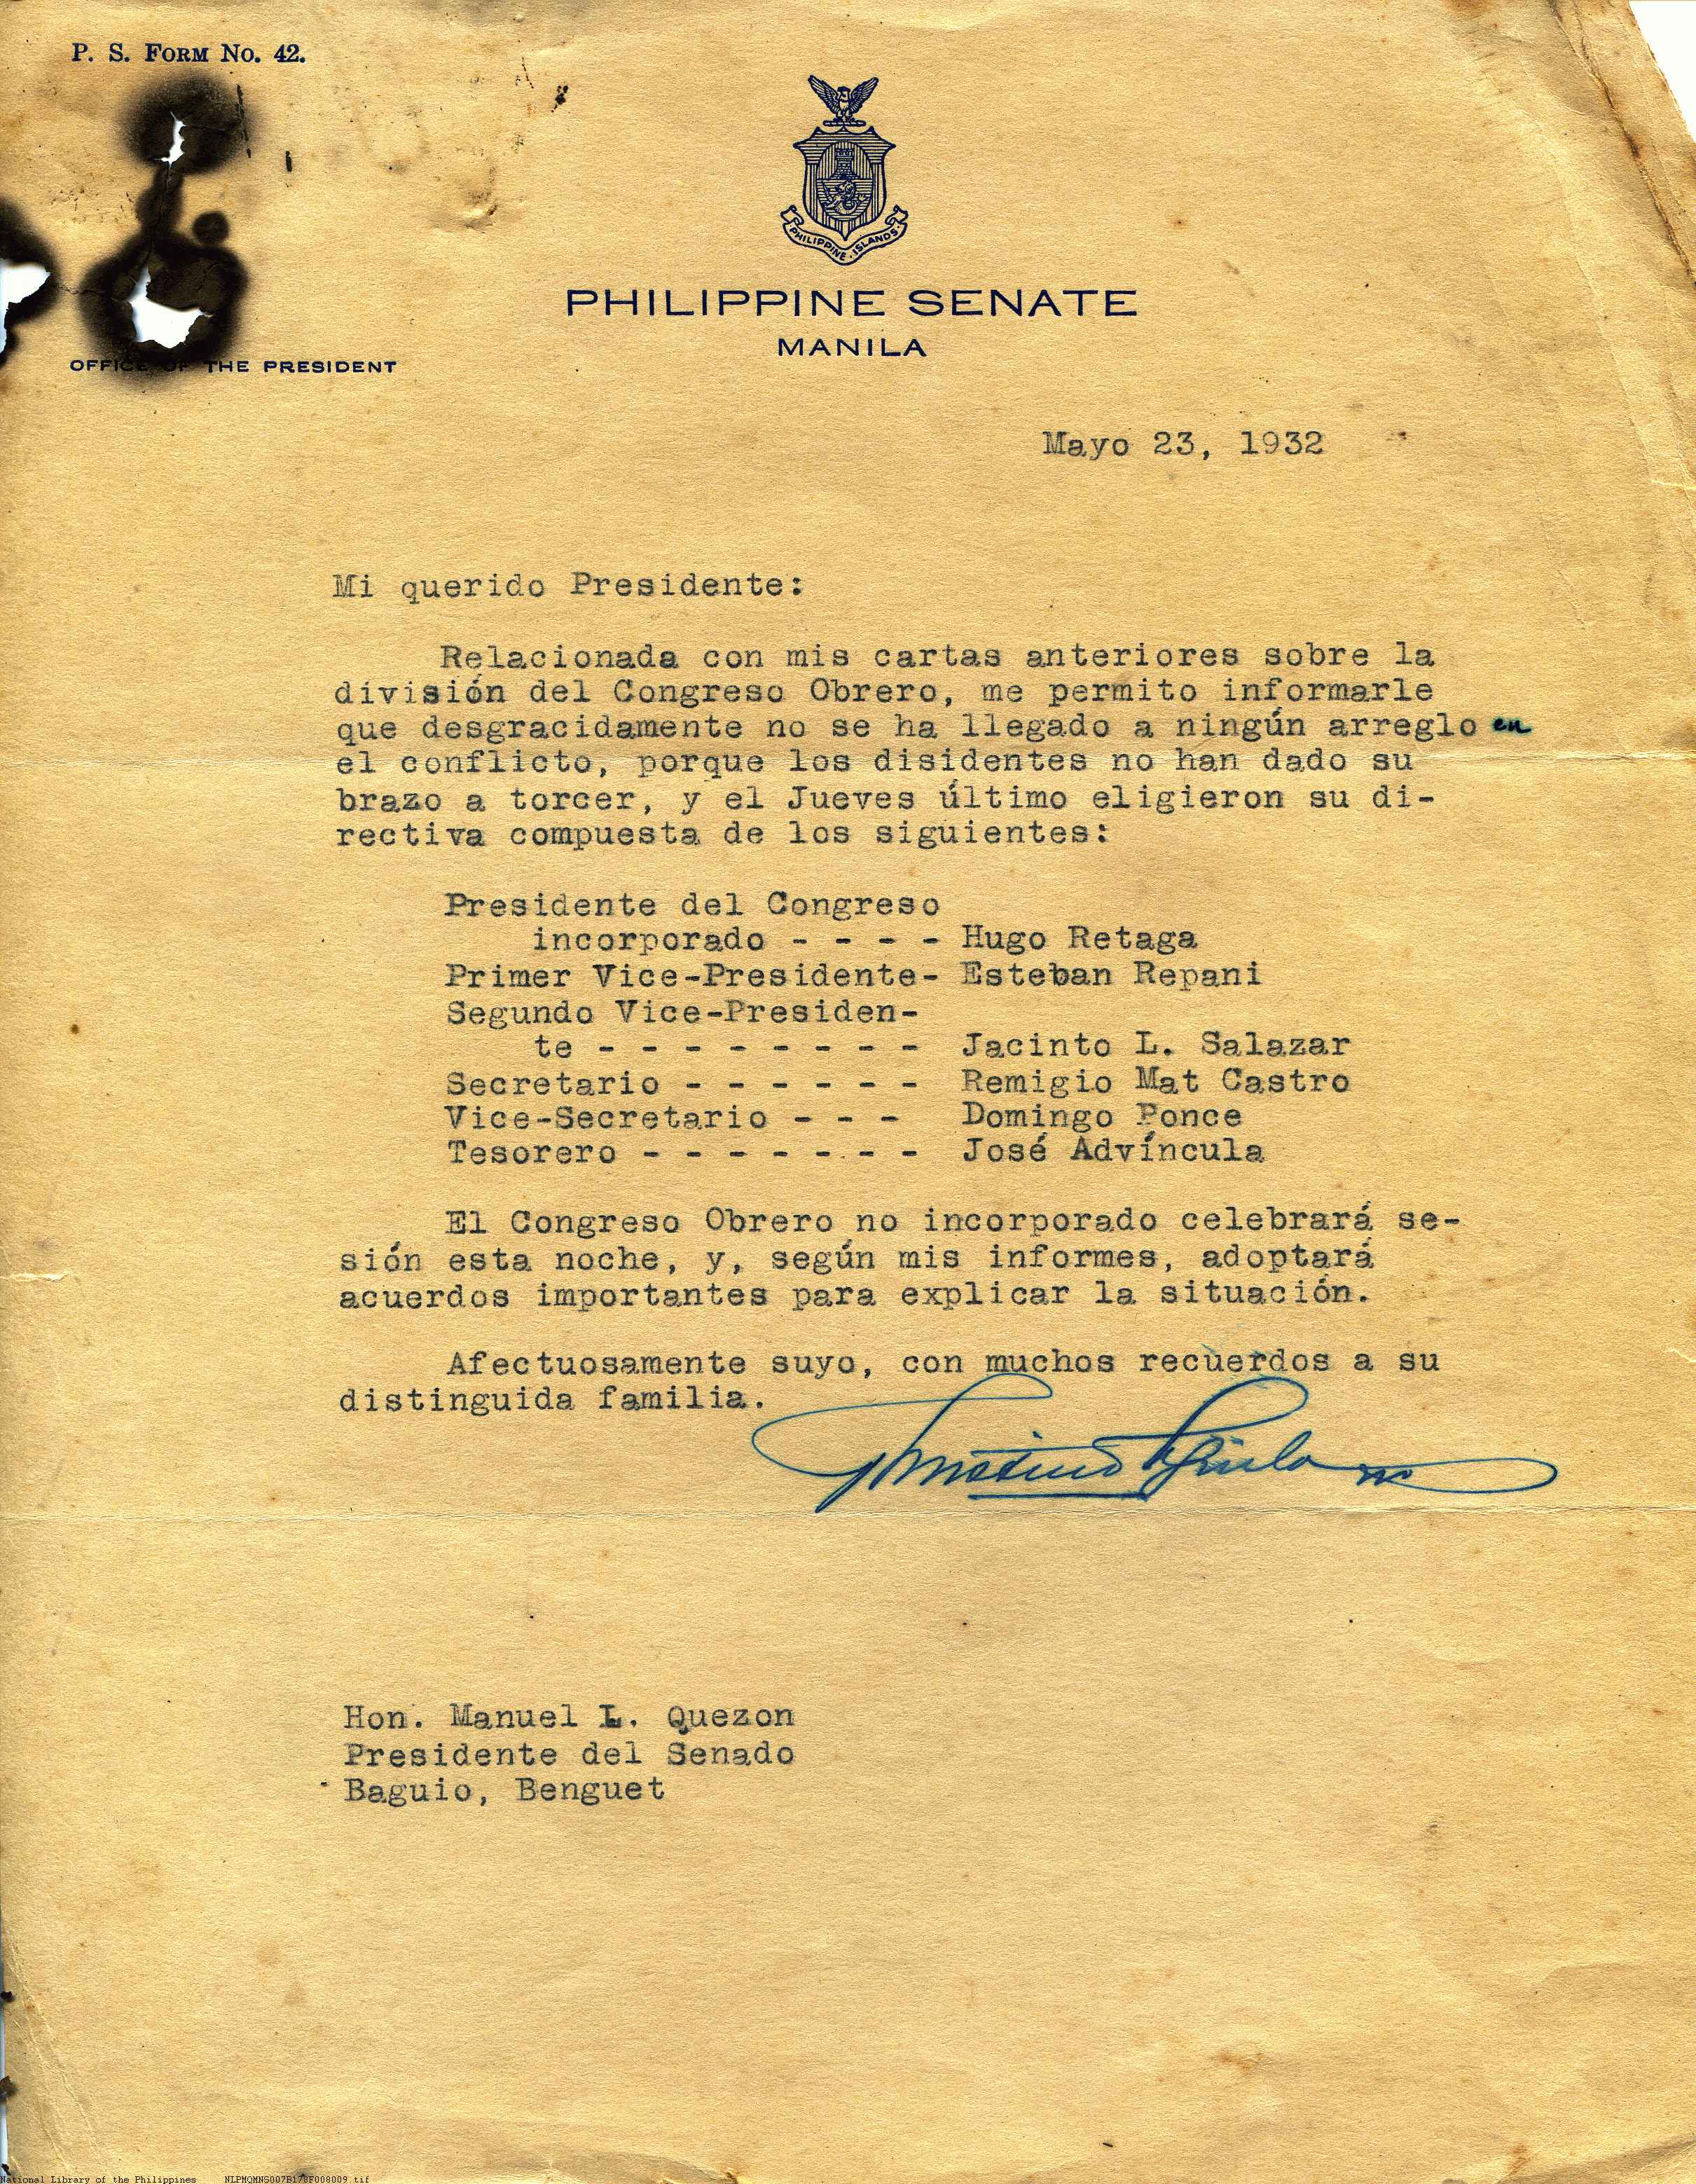 P. S. FORM NO. 42.
PHILIPPINE ISLANDS
PHILIPPINE SENATE
MANILA
OFFICE OF THE PRESIDENT
Mayo 23, 1932
Mi querido Presidente:
Relacionada con mis cartas anteriores sobre la
división del Congreso Obrero, me permito informarle
que desgracidamente no se ha llegado a ningún arreglo en
el conflicto, porque los disidentes no han dado su
brazo a torcer, y el Jueves último eligieron su di-
rectiva compuesta de los siguientes:
Presidente del Congreso
incorporado - - - - Hugo Retaga
Primer Vice-Presidente- Esteban Repani
Segundo Vice-Presiden-
te - - - - - - - - Jacinto L. Salazar
Secretario - - - - - - Remigio Mat Castro
Vice-Secretario - - - Domingo Ponce
Tesorero - - - - - - - José Advíncula
El Congreso Obrero no incorporado celebrará se-
sión esta noche, y, según mis informes, adoptará
acuerdos importantes para explicar la situación.
Afectuosamente suyo, con muchos recuerdos a su
distinguida familia.
Hon. Manuel L. Quezon
Presidente del Senado
Baguio, Benguet
National Library of the Philippines NLPMQMNS007B178F008009.tif